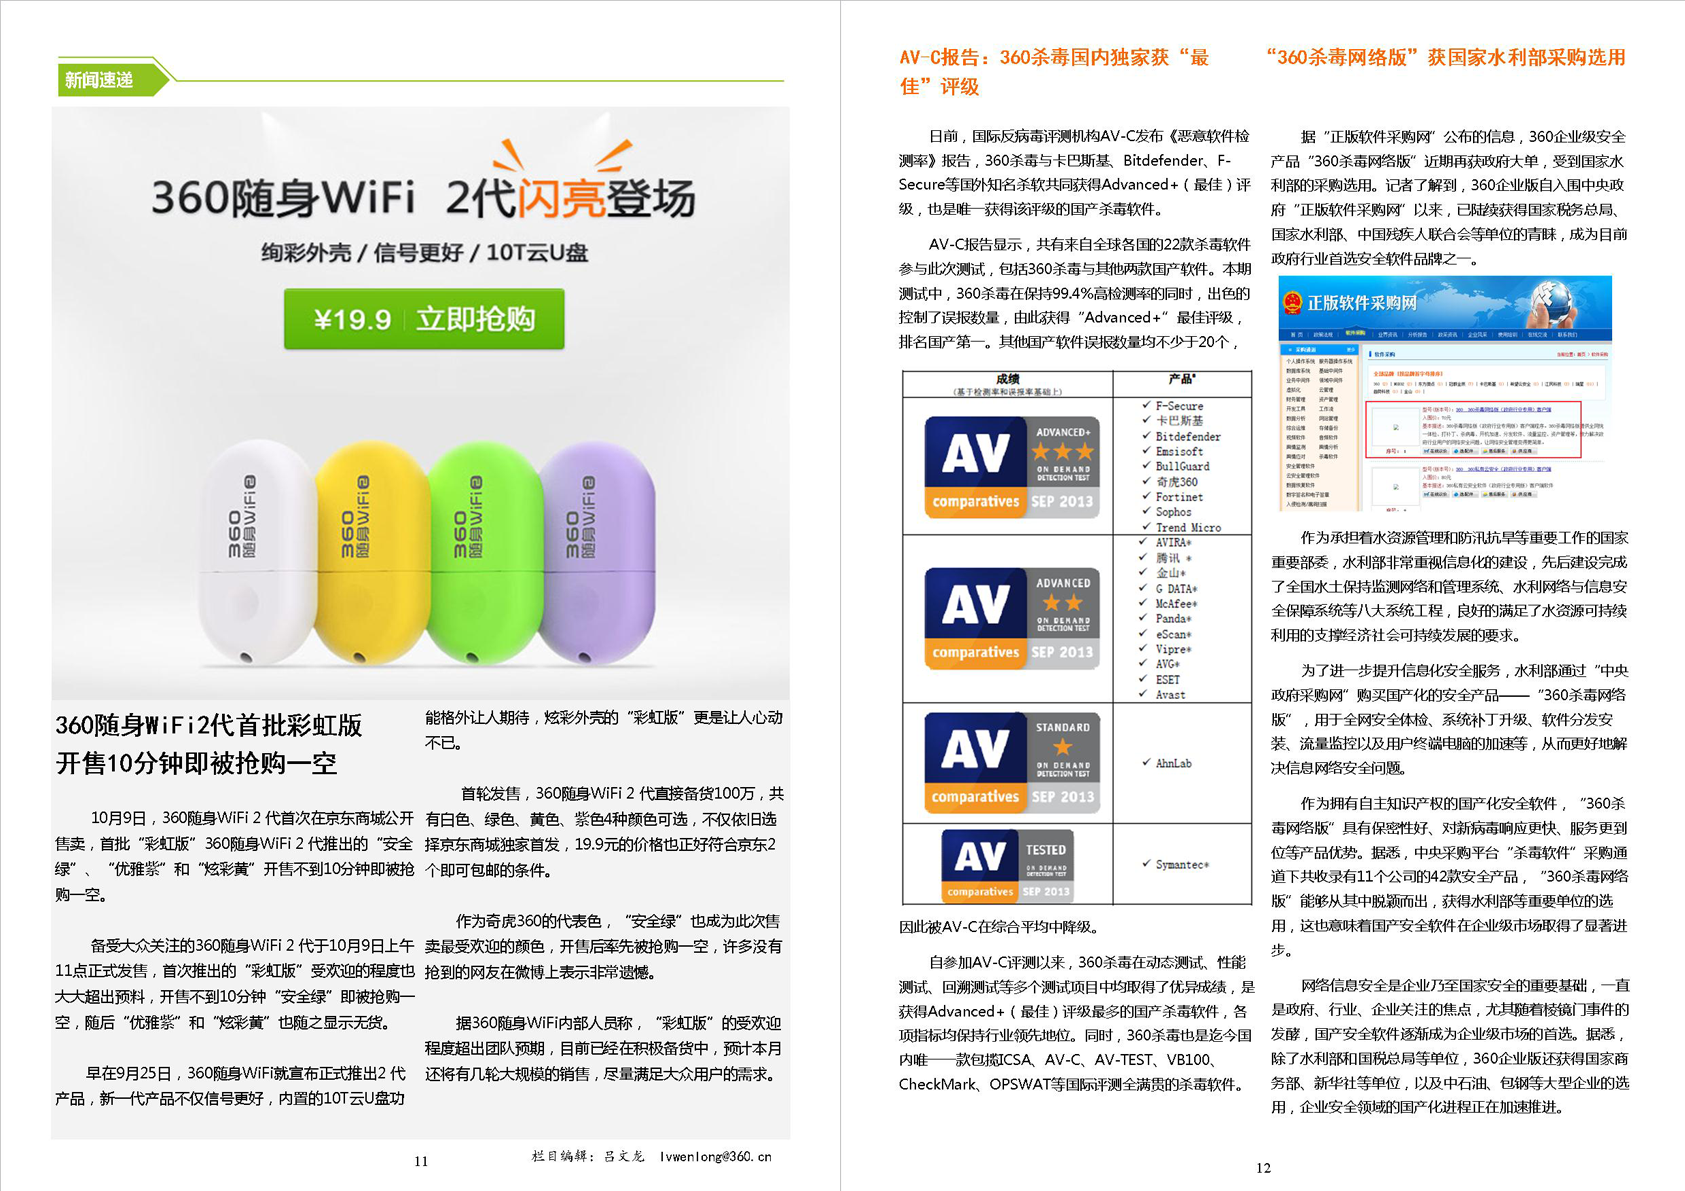 新闻速递
360随身WiFi 2代闪亮登场
绚彩外壳 / 信号更好 / 10T云U盘
¥19.9 立即抢购
360随身WiFi2
360随身WiFi2
360随身WiFi2
360随身WiFi2
360随身WiFi2代首批彩虹版
开售10分钟即被抢购一空
10月9日，360随身WiFi 2 代首次在京东商城公开
售卖，首批“彩虹版”360随身WiFi 2 代推出的“安全
绿”、“优雅紫”和“炫彩黄”开售不到10分钟即被抢
购一空。
备受大众关注的360随身WiFi 2 代于10月9日上午
11点正式发售，首次推出的“彩虹版”受欢迎的程度也
大大超出预料，开售不到10分钟“安全绿”即被抢购一
空，随后“优雅紫”和“炫彩黄”也随之显示无货。
早在9月25日，360随身WiFi就宣布正式推出2 代
产品，新一代产品不仅信号更好，内置的10T云U盘功
能格外让人期待，炫彩外壳的“彩虹版”更是让人心动
不已。
首轮发售，360随身WiFi 2 代直接备货100万，共
有白色、绿色、黄色、紫色4种颜色可选，不仅依旧选
择京东商城独家首发，19.9元的价格也正好符合京东2
个即可包邮的条件。
作为奇虎360的代表色，“安全绿”也成为此次售
卖最受欢迎的颜色，开售后率先被抢购一空，许多没有
抢到的网友在微博上表示非常遗憾。
据360随身WiFi内部人员称，“彩虹版”的受欢迎
程度超出团队预期，目前已经在积极备货中，预计本月
还将有几轮大规模的销售，尽量满足大众用户的需求。
11
栏目编辑：吕文龙 lvwenlong@360.cn
AV-C报告：360杀毒国内独家获“最
佳”评级
日前，国际反病毒评测机构AV-C发布《恶意软件检
测率》报告，360杀毒与卡巴斯基、Bitdefender、F-
Secure等国外知名杀软共同获得Advanced+（最佳）评
级，也是唯一获得该评级的国产杀毒软件。
AV-C报告显示，共有来自全球各国的22款杀毒软件
参与此次测试，包括360杀毒与其他两款国产软件。本期
测试中，360杀毒在保持99.4%高检测率的同时，出色的
控制了误报数量，由此获得“Advanced+”最佳评级，
排名国产第一。其他国产软件误报数量均不少于20个，
成绩
（基于检测率和误报率基础上）
产品
AV comparatives ADVANCED+ ON DEMAND DETECTION TEST SEP 2013
✓ F-Secure
✓ 卡巴斯基
✓ Bitdefender
✓ Emsisoft
✓ BullGuard
✓ 奇虎360
✓ Fortinet
✓ Sophos
✓ Trend Micro
AV comparatives ADVANCED ON DEMAND DETECTION TEST SEP 2013
✓ AVIRA*
✓ 腾讯 *
✓ 金山*
✓ G DATA*
✓ McAfee*
✓ Panda*
✓ eScan*
✓ Vipre*
✓ AVG*
✓ ESET
✓ Avast
AV comparatives STANDARD ON DEMAND DETECTION TEST SEP 2013
✓ AhnLab
AV comparatives TESTED ON DEMAND DETECTION TEST SEP 2013
✓ Symantec*
因此被AV-C在综合平均中降级。
自参加AV-C评测以来，360杀毒在动态测试、性能
测试、回溯测试等多个测试项目中均取得了优异成绩，是
获得Advanced+（最佳）评级最多的国产杀毒软件，各
项指标均保持行业领先地位。同时，360杀毒也是迄今国
内唯一一款包揽ICSA、AV-C、AV-TEST、VB100、
CheckMark、OPSWAT等国际评测全满贯的杀毒软件。
“360杀毒网络版”获国家水利部采购选用
据“正版软件采购网”公布的信息，360企业级安全
产品“360杀毒网络版”近期再获政府大单，受到国家水
利部的采购选用。记者了解到，360企业版自入围中央政
府“正版软件采购网”以来，已陆续获得国家税务总局、
国家水利部、中国残疾人联合会等单位的青睐，成为目前
政府行业首选安全软件品牌之一。
正版软件采购网
作为承担着水资源管理和防汛抗旱等重要工作的国家
重要部委，水利部非常重视信息化的建设，先后建设完成
了全国水土保持监测网络和管理系统、水利网络与信息安
全保障系统等八大系统工程，良好的满足了水资源可持续
利用的支撑经济社会可持续发展的要求。
为了进一步提升信息化安全服务，水利部通过“中央
政府采购网”购买国产化的安全产品——“360杀毒网络
版”，用于全网安全体检、系统补丁升级、软件分发安
装、流量监控以及用户终端电脑的加速等，从而更好地解
决信息网络安全问题。
作为拥有自主知识产权的国产化安全软件，“360杀
毒网络版”具有保密性好、对新病毒响应更快、服务更到
位等产品优势。据悉，中央采购平台“杀毒软件”采购通
道下共收录有11个公司的42款安全产品，“360杀毒网络
版”能够从其中脱颖而出，获得水利部等重要单位的选
用，这也意味着国产安全软件在企业级市场取得了显著进
步。
网络信息安全是企业乃至国家安全的重要基础，一直
是政府、行业、企业关注的焦点，尤其随着棱镜门事件的
发酵，国产安全软件逐渐成为企业级市场的首选。据悉，
除了水利部和国税总局等单位，360企业版还获得国家商
务部、新华社等单位，以及中石油、包钢等大型企业的选
用，企业安全领域的国产化进程正在加速推进。
12